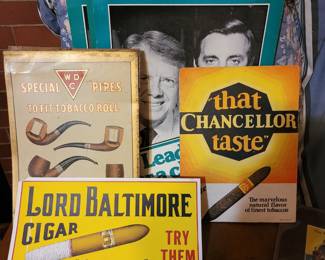 W D C
SPECIAL PIPES
TO FIT TOBACCO ROLL
Lead
"that
CHANCELLOR
taste"
The marvelous
natural flavor
of finest tobaccos
LORD BALTIMORE
CIGAR
TRY
THEM